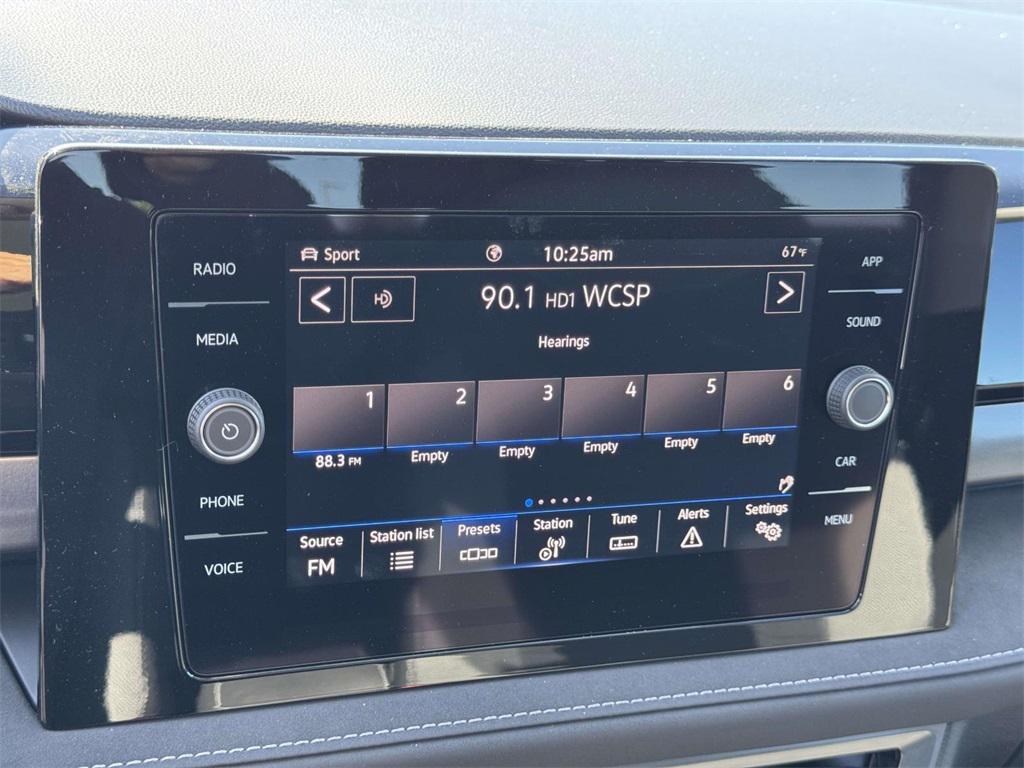 RADIO
MEDIA
PHONE
VOICE
Sport 10:25am 67°F
HD 90.1 HD1 WCSP
Hearings
1 2 3 4 5 6
88.3 FM Empty Empty Empty Empty Empty
Source Station list Presets Station Tune Alerts Settings
FM
APP
SOUND
CAR
MENU